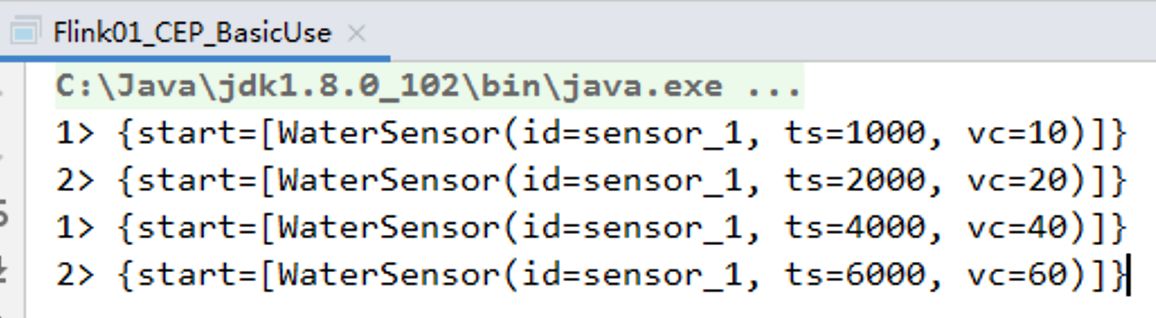 Flink01_CEP_BasicUse
C:\Java\jdk1.8.0_102\bin\java.exe ...
1> {start=[WaterSensor(id=sensor_1, ts=1000, vc=10)]}
2> {start=[WaterSensor(id=sensor_1, ts=2000, vc=20)]}
1> {start=[WaterSensor(id=sensor_1, ts=4000, vc=40)]}
2> {start=[WaterSensor(id=sensor_1, ts=6000, vc=60)]}